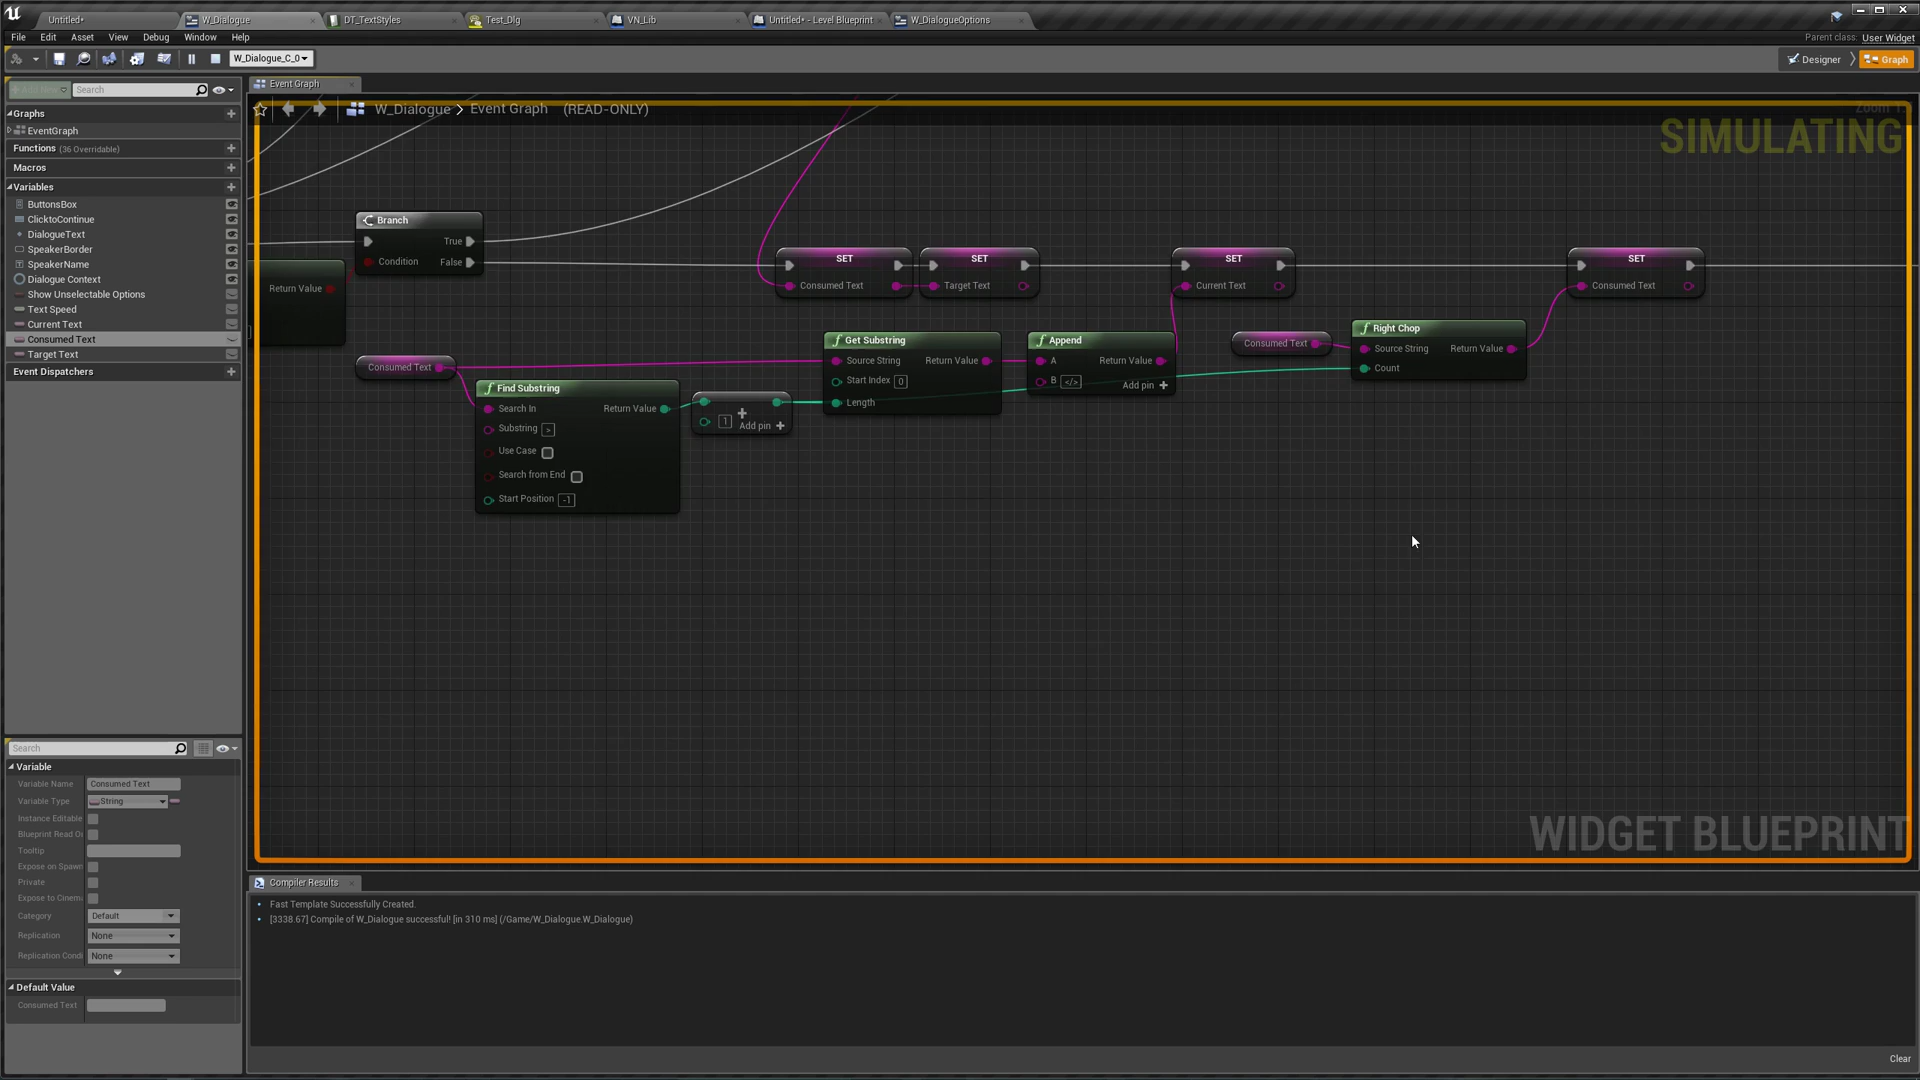 Untitled*
W_Dialogue
DT_TextStyles
Test_Dlg
VN_Lib
Untitled* - Level Blueprint
W_DialogueOptions
File Edit Asset View Debug Window Help
Parent class: User Widget
W_Dialogue_C_0
Designer
Graph
Search
Event Graph
W_Dialogue > Event Graph (READ-ONLY)
SIMULATING
Graphs
EventGraph
Functions (36 Overridable)
Macros
Variables
ButtonsBox
ClicktoContinue
DialogueText
SpeakerBorder
SpeakerName
Dialogue Context
Show Unselectable Options
Text Speed
Current Text
Consumed Text
Target Text
Event Dispatchers
Branch
True
Condition False
Return Value
SET
Consumed Text
SET
Target Text
SET
Current Text
SET
Consumed Text
Consumed Text
Find Substring
Search In Return Value
Substring >
Use Case
Search from End
Start Position -1
1 Add pin +
Get Substring
Source String Return Value
Start Index 0
Length
Append
A Return Value
B </> Add pin +
Consumed Text
Right Chop
Source String Return Value
Count
WIDGET BLUEPRINT
Search
Variable
Variable Name Consumed Text
Variable Type String
Instance Editable
Blueprint Read O
Tooltip
Expose on Spawn
Private
Expose to Cinem
Category Default
Replication None
Replication Condi None
Default Value
Consumed Text
Compiler Results
Fast Template Successfully Created.
[3338.67] Compile of W_Dialogue successful! [in 310 ms] (/Game/W_Dialogue.W_Dialogue)
Clear